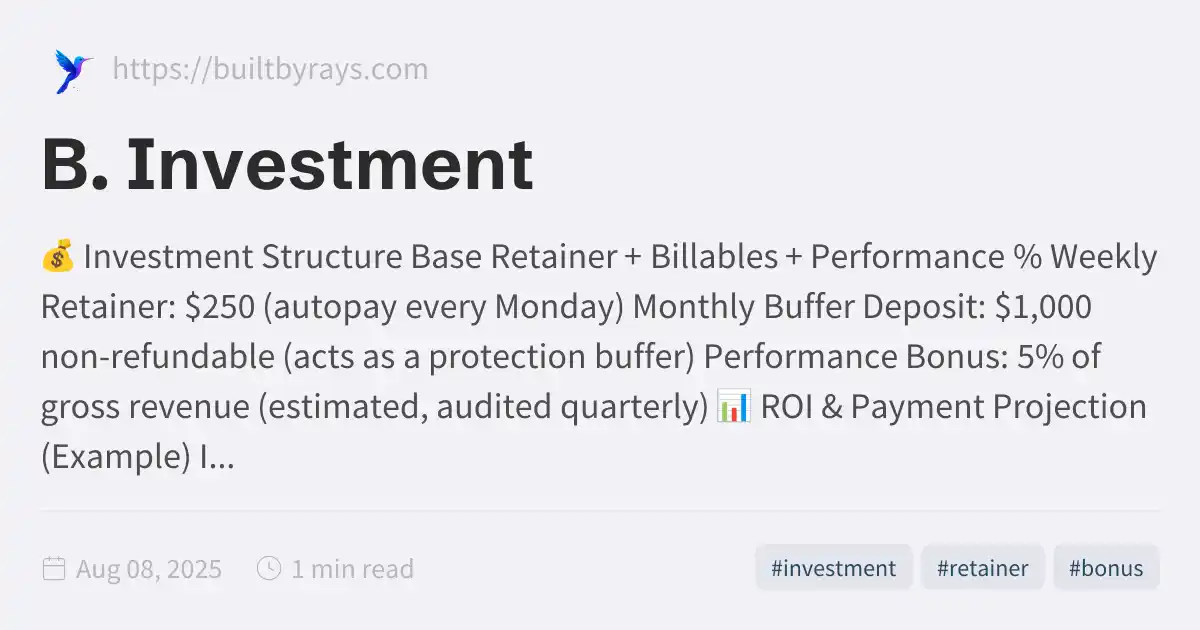 https://builtbyrays.com
B. Investment
💰 Investment Structure Base Retainer + Billables + Performance % Weekly
Retainer: $250 (autopay every Monday) Monthly Buffer Deposit: $1,000
non-refundable (acts as a protection buffer) Performance Bonus: 5% of
gross revenue (estimated, audited quarterly) 📊 ROI & Payment Projection
(Example) I...
Aug 08, 2025 1 min read #investment #retainer #bonus